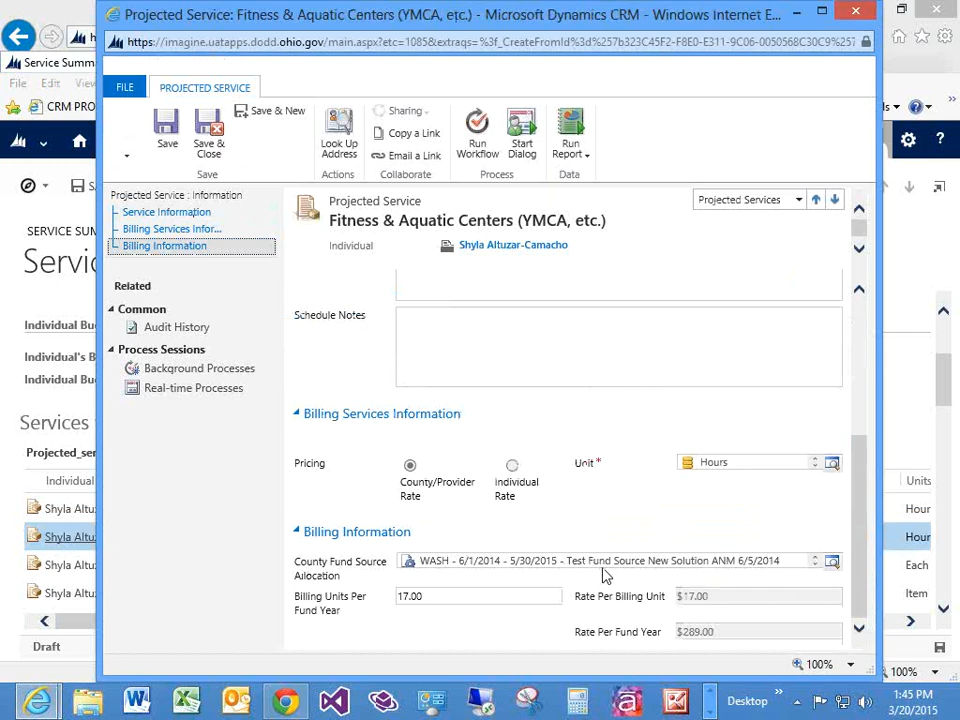 Projected Service: Fitness & Aquatic Centers (YMCA, etc.) - Microsoft Dynamics CRM - Windows Internet E...
https://imagine.uatapps.dodd.ohio.gov/main.aspx?etc=1085&extraqs=%3f_CreateFromId%3d%257b323C45F2-F8E0-E311-9C06-0050568C30C9%257
Service Summ
File Edit View
CRM PRO
FILE
PROJECTED SERVICE
Save
Save & Close
Save & New
Save
Look Up Address
Actions
Sharing
Copy a Link
Email a Link
Collaborate
Run Workflow
Start Dialog
Process
Run Report
Data
Projected Service : Information
Service Information
Billing Services Infor...
Billing Information
Related
Common
Audit History
Process Sessions
Background Processes
Real-time Processes
Projected Service
Fitness & Aquatic Centers (YMCA, etc.)
Individual
Shyla Altuzar-Camacho
Projected Services
Schedule Notes
Billing Services Information
Pricing
County/Provider Rate
Individual Rate
Unit*
Hours
Billing Information
County Fund Source Allocation
WASH - 6/1/2014 - 5/30/2015 - Test Fund Source New Solution ANM 6/5/2014
Billing Units Per Fund Year
17.00
Rate Per Billing Unit
$17.00
Rate Per Fund Year
$289.00
100%
SERVICE SUM
Servi
Individual Bu
Individual's B
Individual Bu
Services
Projected_ser
Individual
Units
Shyla Altuz
Hour
Shyla Altuz
Hour
Shyla Altuz
Each
Shyla Altuz
Item
Draft
100%
Desktop
1:45 PM
3/20/2015